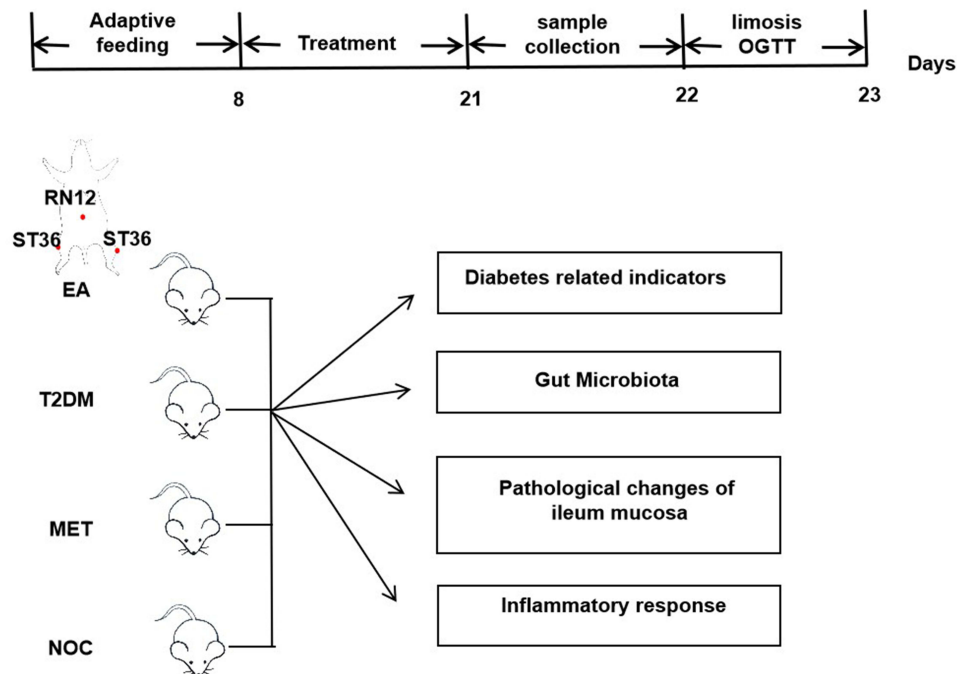 Adaptive
feeding
Treatment
sample
collection
limosis
OGTT
Days
8
21
22
23
RN12
ST36
ST36
EA
T2DM
MET
NOC
Diabetes related indicators
Gut Microbiota
Pathological changes of
ileum mucosa
Inflammatory response